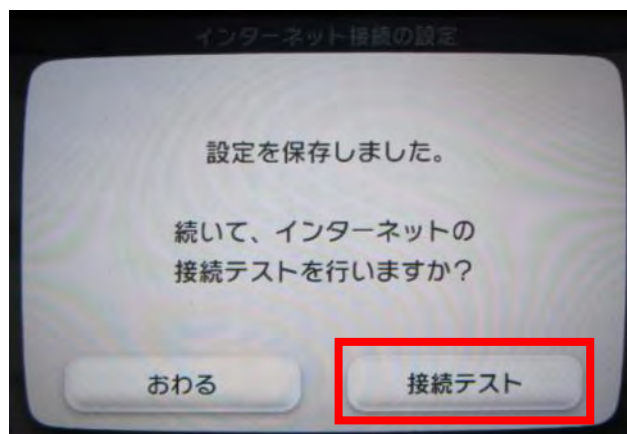 インターネット接続の設定
設定を保存しました。
続いて、インターネットの
接続テストを行いますか?
おわる
接続テスト